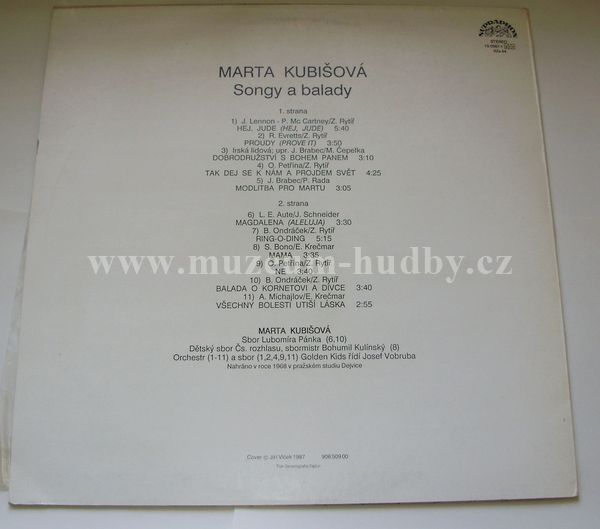 SUPRAPHON
STEREO
MARTA KUBIŠOVÁ
Songy a balady
1. strana
1) J. Lennon - P. Mc Cartney/Z. Rytíř
HEJ, JUDE (HEJ, JUDE) 5:40
2) R. Evretts/Z. Rytíř
PROUDY (PROVE IT) 3:50
3) Irská lidová; upr. J. Brabec/M. Čepelka
DOBRODRUŽSTVÍ S BOHEM PANEM 3:10
4) O. Petřina/Z. Rytíř
TAK DEJ SE K NÁM A PROJDEM SVĚT 4:25
5) J. Brabec/P. Rada
MODLITBA PRO MARTU 3:05
2. strana
6) L. E. Aute/J. Schneider
MAGDALENA (ALELUJA) 3:30
7) B. Ondráček/Z. Rytíř
RING-O-DING 5:15
8) S. Bono/E. Krečmar
MAMA 3:35
www.muzeum-hudby.cz
9) O. Petřina/Z. Rytíř
NE 3:40
10) B. Ondráček/Z. Rytíř
BALADA O KORNETOVI A DÍVCE 3:40
11) A. Michajlov/E. Krečmar
VŠECHNY BOLESTI UTIŠÍ LÁSKA 2:55
MARTA KUBIŠOVÁ
Sbor Lubomíra Pánka (6,10)
Dětský sbor Čs. rozhlasu, sbormistr Bohumil Kulínský (8)
Orchestr (1-11) a sbor (1,2,4,9,11) Golden Kids řídí Josef Vobruba
Nahráno v roce 1968 v pražském studiu Dejvice
Cover © Jiří Vlček 1987 906 909 00